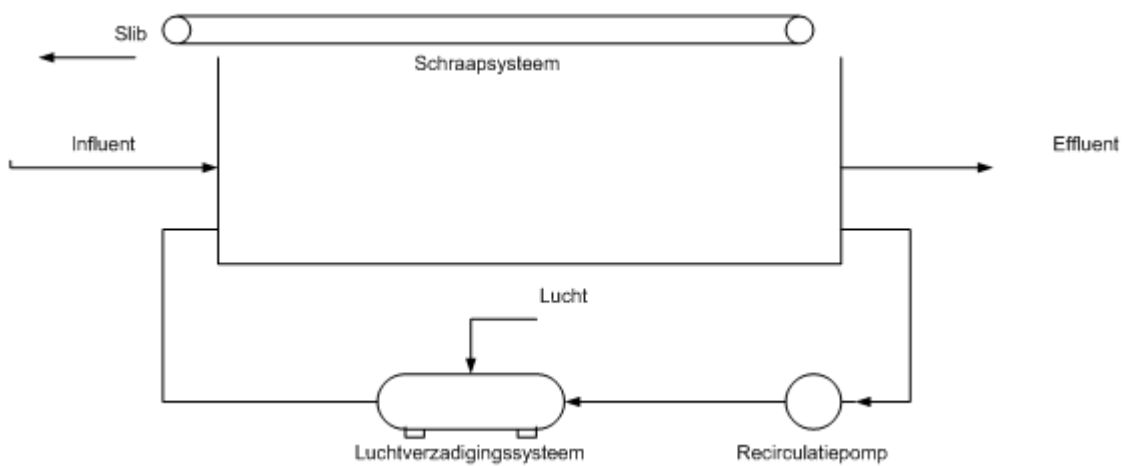 Slib
Schraapsysteem
Influent
Effluent
Lucht
Luchtverzadigingssysteem
Recirculatiepomp